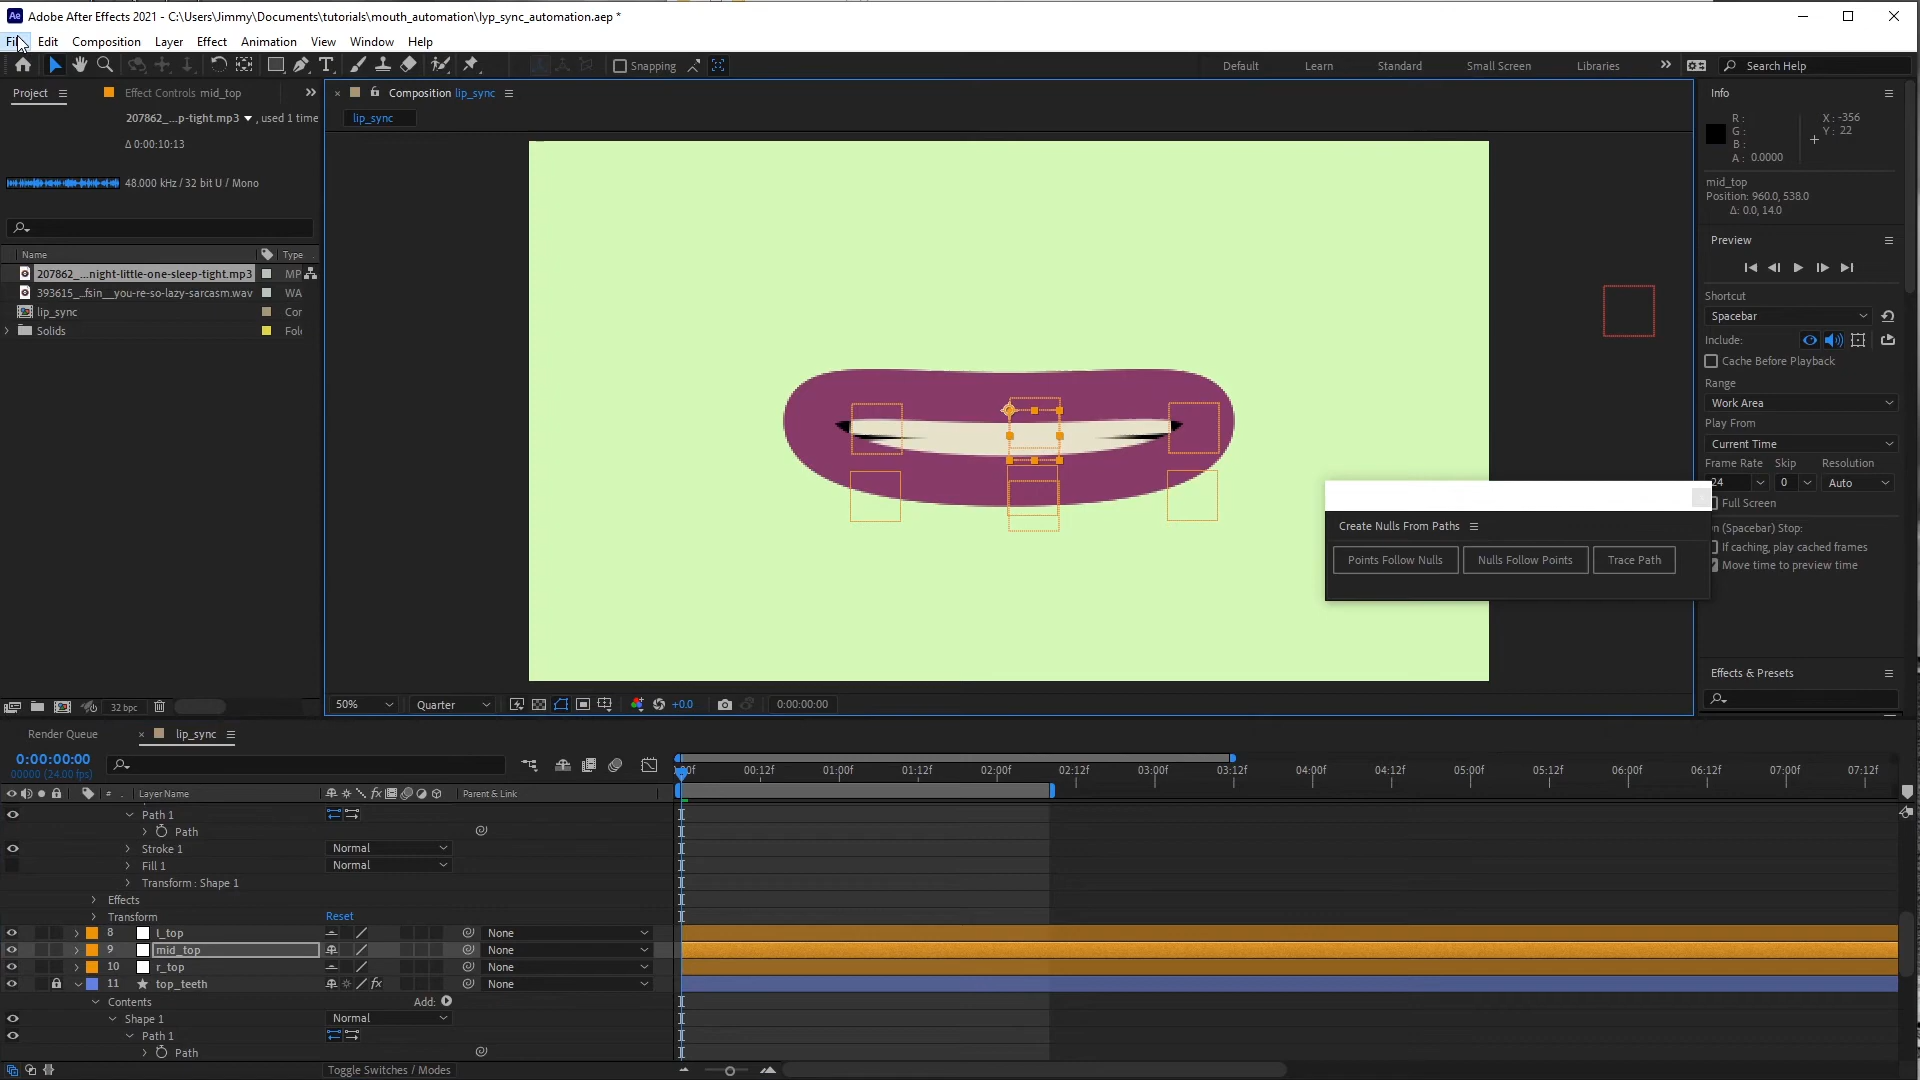 Adobe After Effects 2021 - C:\Users\Jimmy\Documents\tutorials\mouth_automation\lyp_sync_automation.aep *
File Edit Composition Layer Effect Animation View Window Help
Snapping
Default Learn Standard Small Screen Libraries Search Help
Project Effect Controls mid_top
207862_...p-tight.mp3 , used 1 time
Δ 0:00:10:13
48.000 kHz / 32 bit U / Mono
Name Type
207862_...night-little-one-sleep-tight.mp3 MP
393615_..fsin__you-re-so-lazy-sarcasm.wav WA
lip_sync Cor
Solids Fol
32 bpc
Composition lip_sync
lip_sync
50% Quarter +0.0 0:00:00:00
Create Nulls From Paths
Points Follow Nulls Nulls Follow Points Trace Path
Info
R :
G :
B :
A : 0.0000
X : -356
Y : 22
mid_top
Position: 960.0, 538.0
Δ: 0.0, 14.0
Preview
Shortcut
Spacebar
Include:
Cache Before Playback
Range
Work Area
Play From
Current Time
Frame Rate Skip Resolution
24 0 Auto
Full Screen
n (Spacebar) Stop:
If caching, play cached frames
Move time to preview time
Effects & Presets
Render Queue lip_sync
0:00:00:00
00000 (24.00 fps)
00f 00:12f 01:00f 01:12f 02:00f 02:12f 03:00f 03:12f 04:00f 04:12f 05:00f 05:12f 06:00f 06:12f 07:00f 07:12f
# Layer Name fx Parent & Link
Path 1
Path
Stroke 1 Normal
Fill 1 Normal
Transform : Shape 1
Effects
Transform Reset
8 l_top None
9 mid_top None
10 r_top None
11 top_teeth fx None
Contents Add:
Shape 1 Normal
Path 1
Path
Toggle Switches / Modes